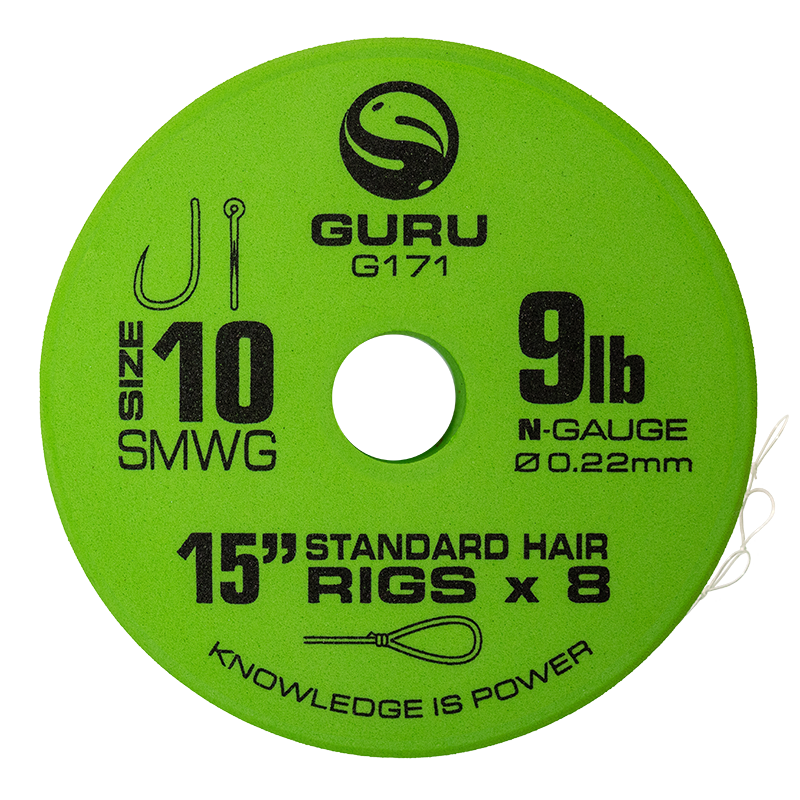 GURU
G171
SIZE 10
SMWG
9lb
N-GAUGE
Ø 0.22mm
15” STANDARD HAIR
RIGS x 8
KNOWLEDGE IS POWER